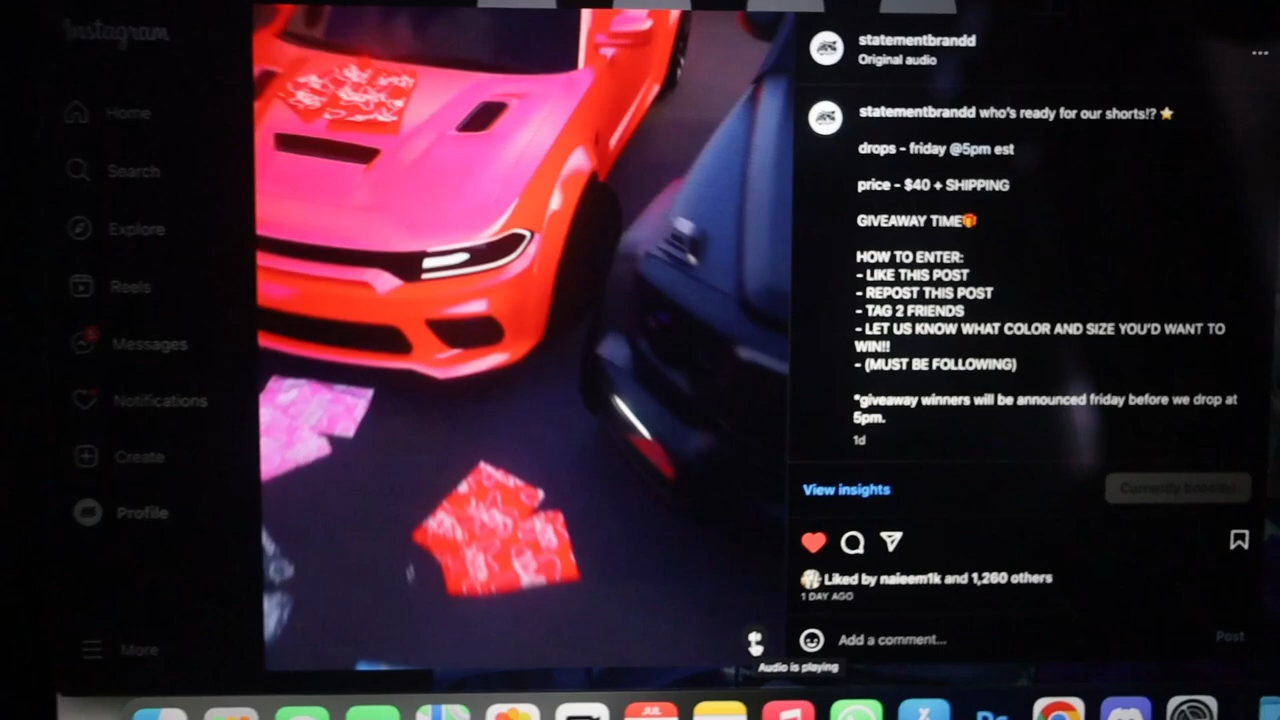 Instagram
Home
Search
Explore
Reels
Messages
Notifications
Create
Profile
More
statementbrandd
Original audio
statementbrandd who's ready for our shorts!? ⭐
drops - friday @5pm est
price - $40 + SHIPPING
GIVEAWAY TIME🎁
HOW TO ENTER:
- LIKE THIS POST
- REPOST THIS POST
- TAG 2 FRIENDS
- LET US KNOW WHAT COLOR AND SIZE YOU'D WANT TO
WIN!!
- (MUST BE FOLLOWING)
*giveaway winners will be announced friday before we drop at
5pm.
1d
View insights
Liked by naieem1k and 1,260 others
1 DAY AGO
Add a comment...
Post
Audio is playing
JUL